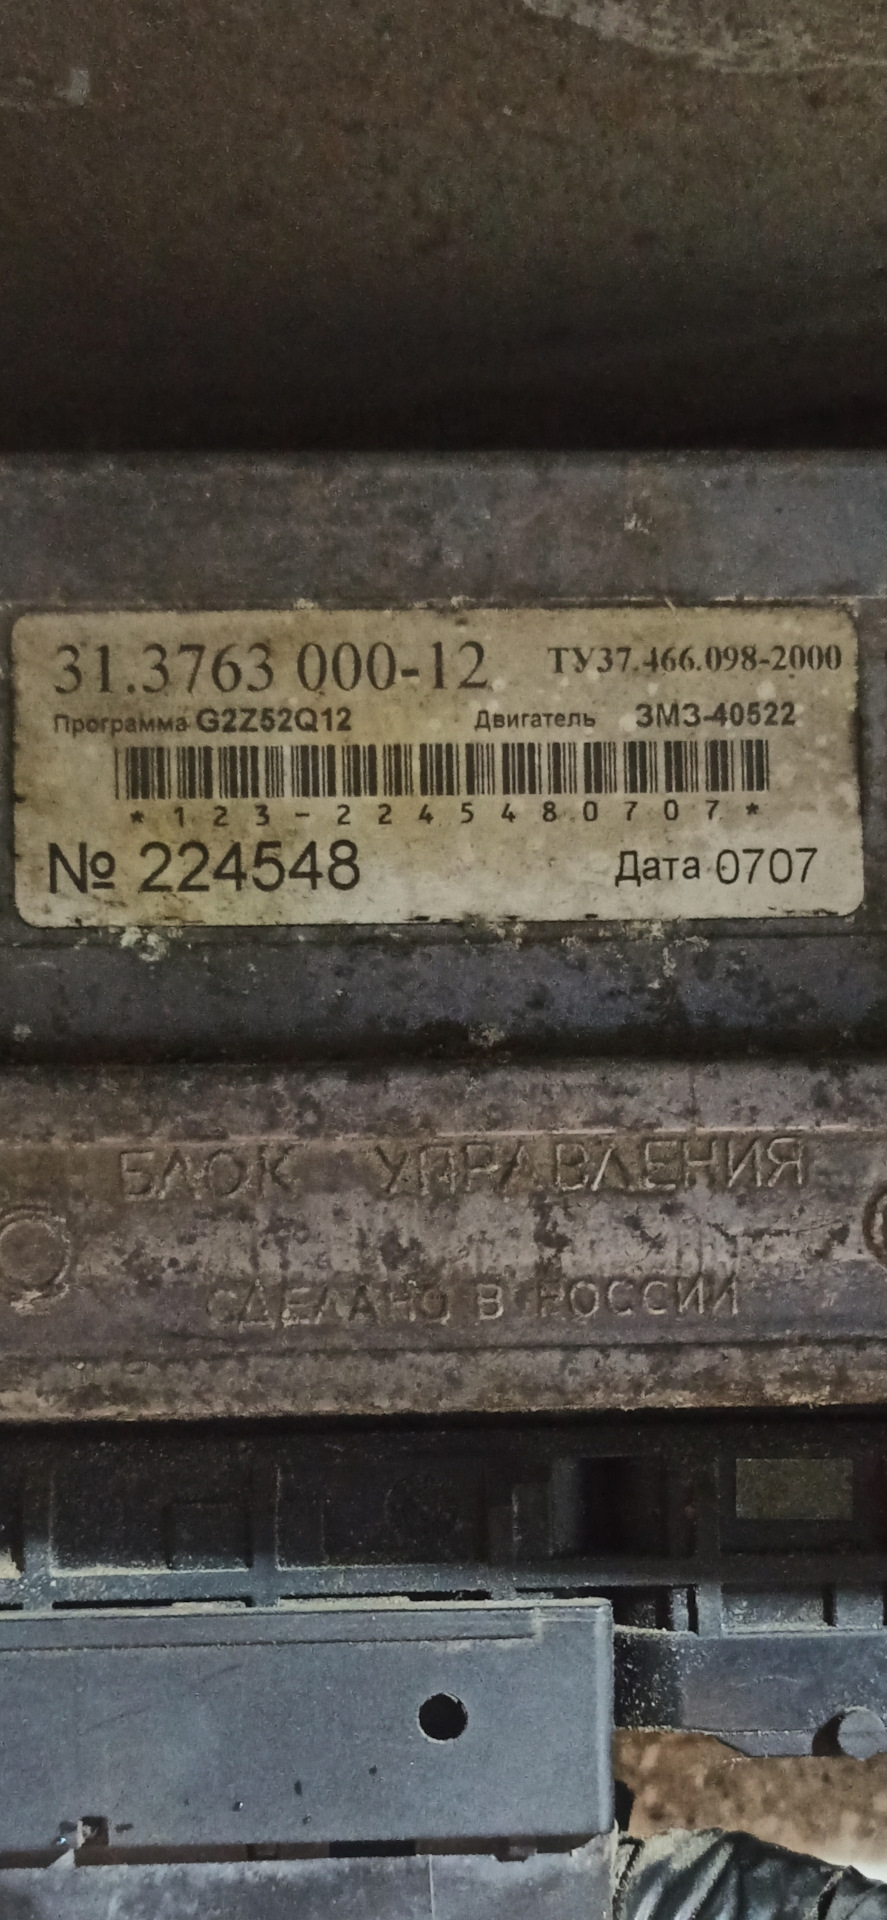 31.3763 000-12 ТУ37.466.098-2000
Программа G2Z52Q12 Двигатель ЗМЗ-40522
*123-2245480707*
№ 224548 Дата 0707
БЛОК УПРАВЛЕНИЯ
СДЕЛАНО В РОССИИ